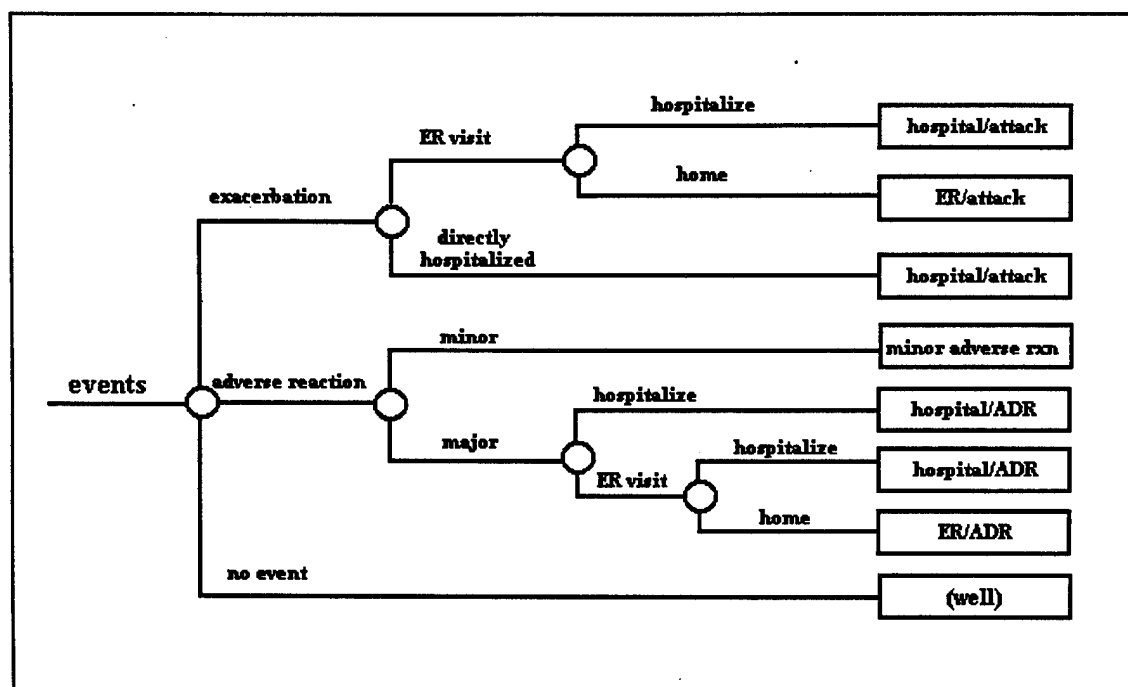 hospitalize
hospital/attack
ER visit
home
ER/attack
exacerbation
directly
hospitalized
hospital/attack
minor
minor adverse rxn
events
adverse reaction
hospitalize
hospital/ADR
major
hospitalize
hospital/ADR
ER visit
home
ER/ADR
no event
(well)